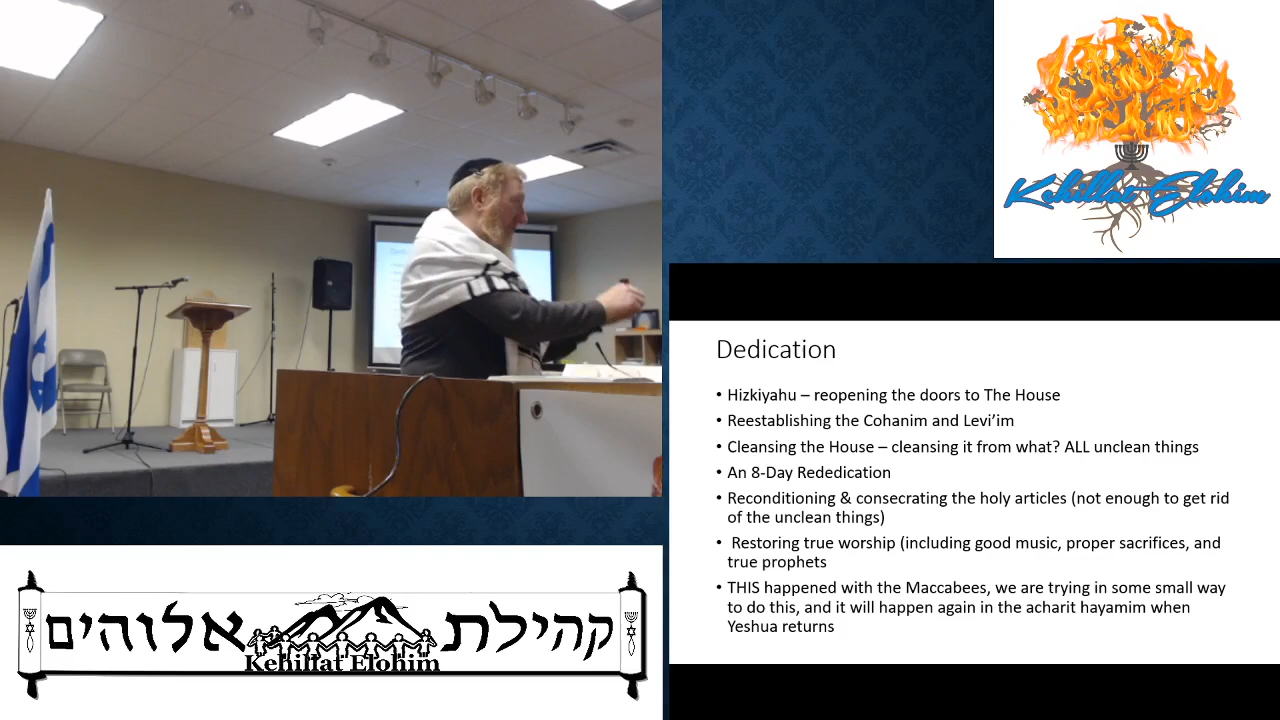 Kehillat Elohim
Dedication
• Hizkiyahu – reopening the doors to The House
• Reestablishing the Cohanim and Levi’im
• Cleansing the House – cleansing it from what? ALL unclean things
• An 8-Day Rededication
• Reconditioning & consecrating the holy articles (not enough to get rid
of the unclean things)
• Restoring true worship (including good music, proper sacrifices, and
true prophets
• THIS happened with the Maccabees, we are trying in some small way
to do this, and it will happen again in the acharit hayamim when
Yeshua returns
קהילת אלוהים
Kehillat Elohim